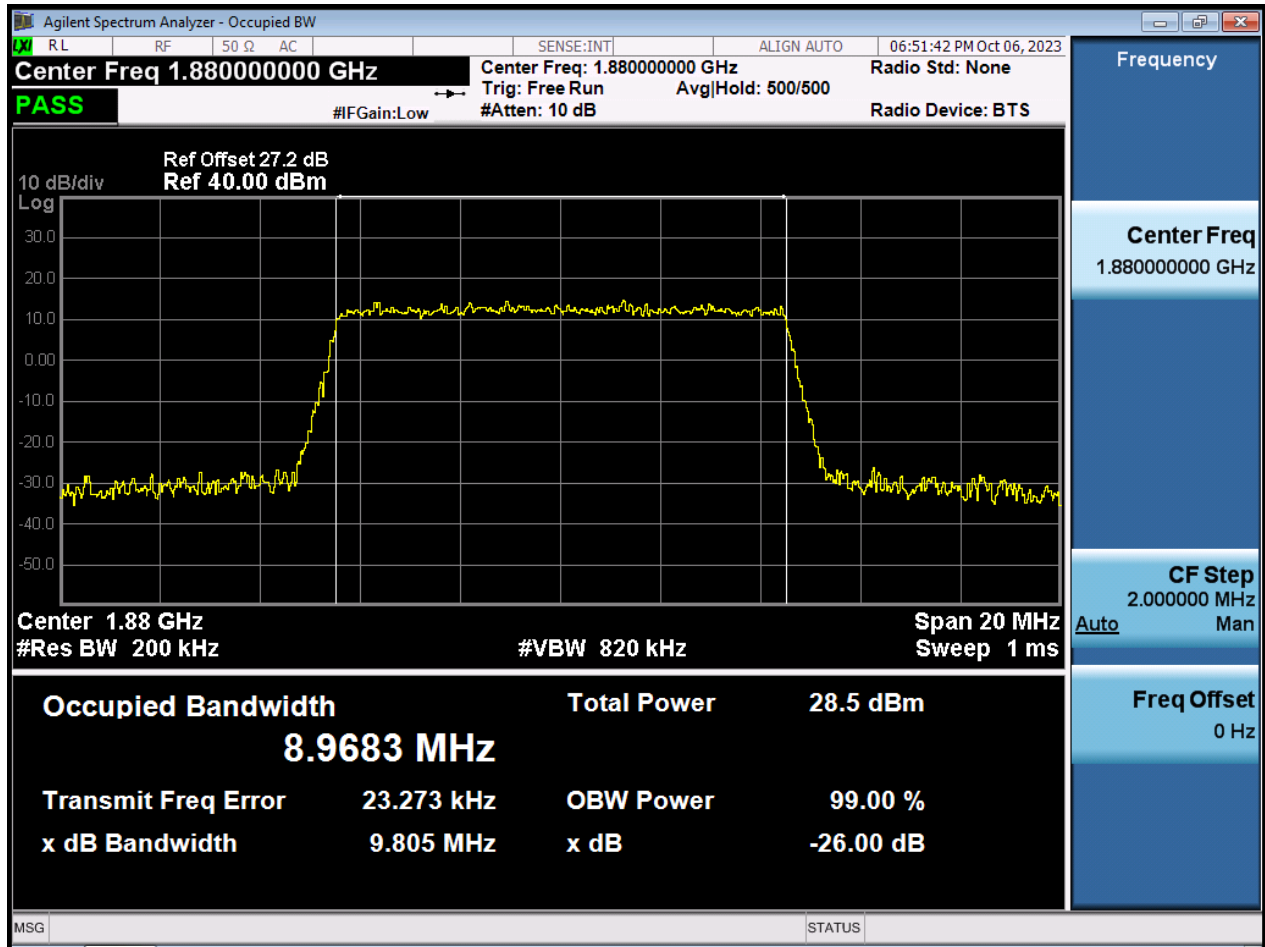 Agilent Spectrum Analyzer - Occupied BW
LXI RL RF 50 Ω AC SENSE:INT ALIGN AUTO 06:51:42 PM Oct 06, 2023
Center Freq 1.880000000 GHz
PASS
#IFGain:Low
Center Freq: 1.880000000 GHz
Trig: Free Run Avg|Hold: 500/500
#Atten: 10 dB
Radio Std: None
Radio Device: BTS
Ref Offset 27.2 dB
10 dB/div Ref 40.00 dBm
Log
30.0
20.0
10.0
0.00
-10.0
-20.0
-30.0
-40.0
-50.0
Center 1.88 GHz Span 20 MHz
#Res BW 200 kHz #VBW 820 kHz Sweep 1 ms
Occupied Bandwidth Total Power 28.5 dBm
8.9683 MHz
Transmit Freq Error 23.273 kHz OBW Power 99.00 %
x dB Bandwidth 9.805 MHz x dB -26.00 dB
Frequency
Center Freq
1.880000000 GHz
CF Step
2.000000 MHz
Auto Man
Freq Offset
0 Hz
MSG STATUS